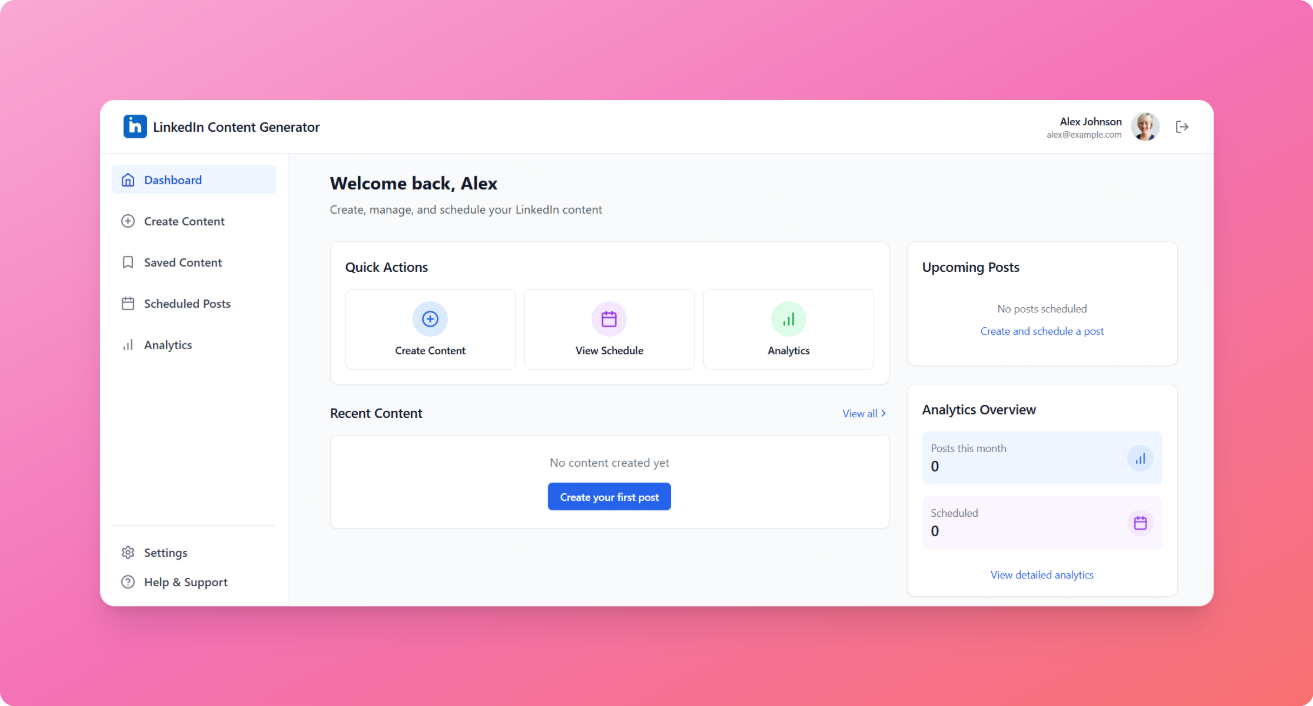 in LinkedIn Content Generator
Alex Johnson
alex@example.com
Dashboard
Create Content
Saved Content
Scheduled Posts
Analytics
Settings
Help & Support
Welcome back, Alex
Create, manage, and schedule your LinkedIn content
Quick Actions
Create Content
View Schedule
Analytics
Recent Content
View all
No content created yet
Create your first post
Upcoming Posts
No posts scheduled
Create and schedule a post
Analytics Overview
Posts this month
0
Scheduled
0
View detailed analytics